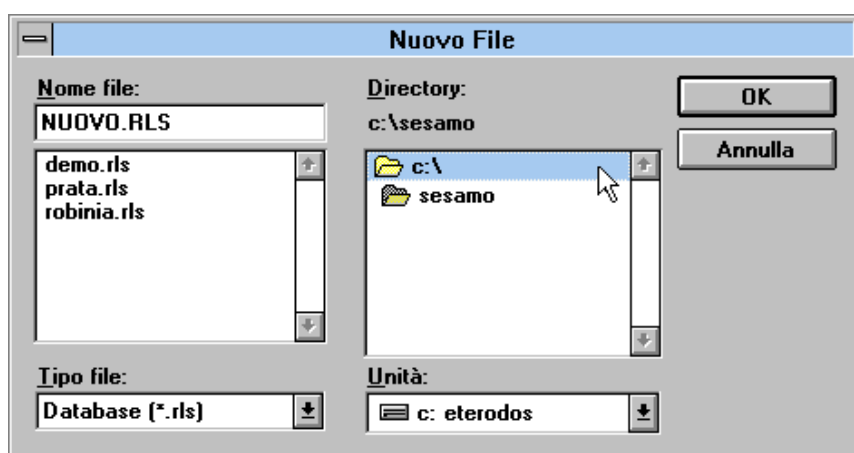 Nuovo File
Nome file:
NUOVO.RLS
demo.rls
prata.rls
robinia.rls
Tipo file:
Database (*.rls)
Directory:
c:\sesamo
c:\
sesamo
Unità:
c: eterodos
OK
Annulla